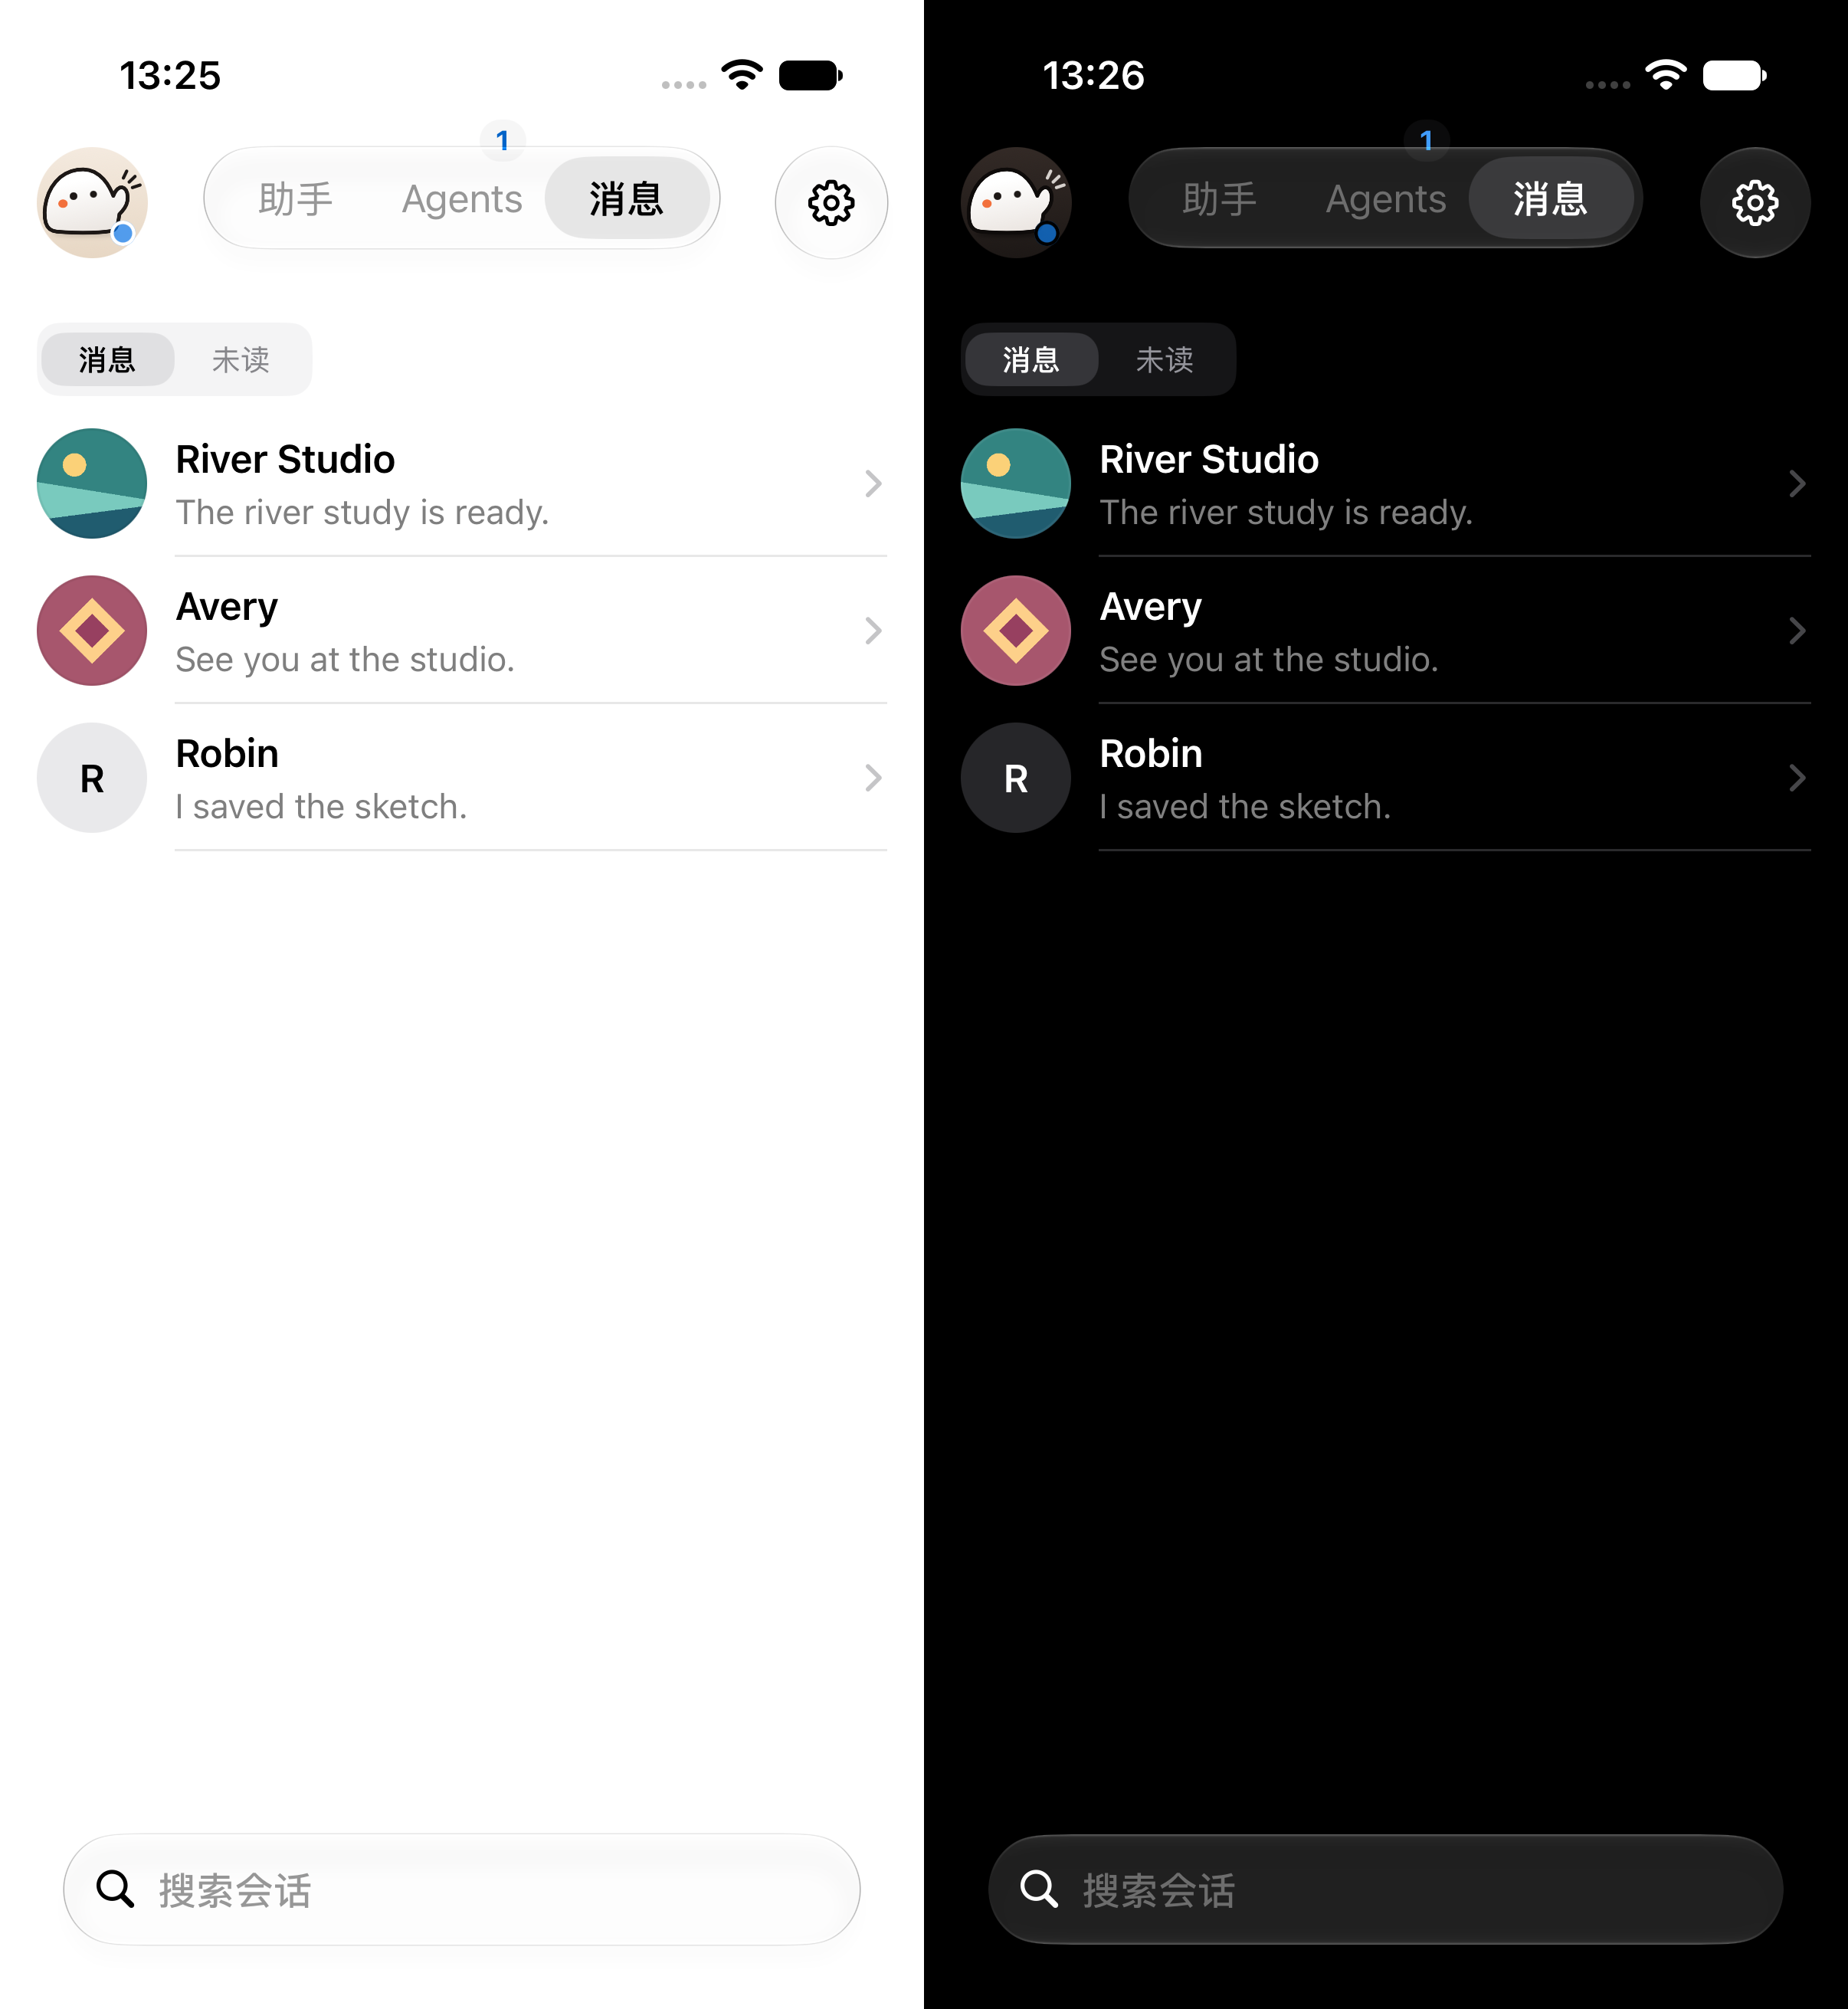 13:25
1
助手 Agents 消息
消息 未读
River Studio
The river study is ready.
Avery
See you at the studio.
R
Robin
I saved the sketch.
搜索会话
13:26
1
助手 Agents 消息
消息 未读
River Studio
The river study is ready.
Avery
See you at the studio.
R
Robin
I saved the sketch.
搜索会话